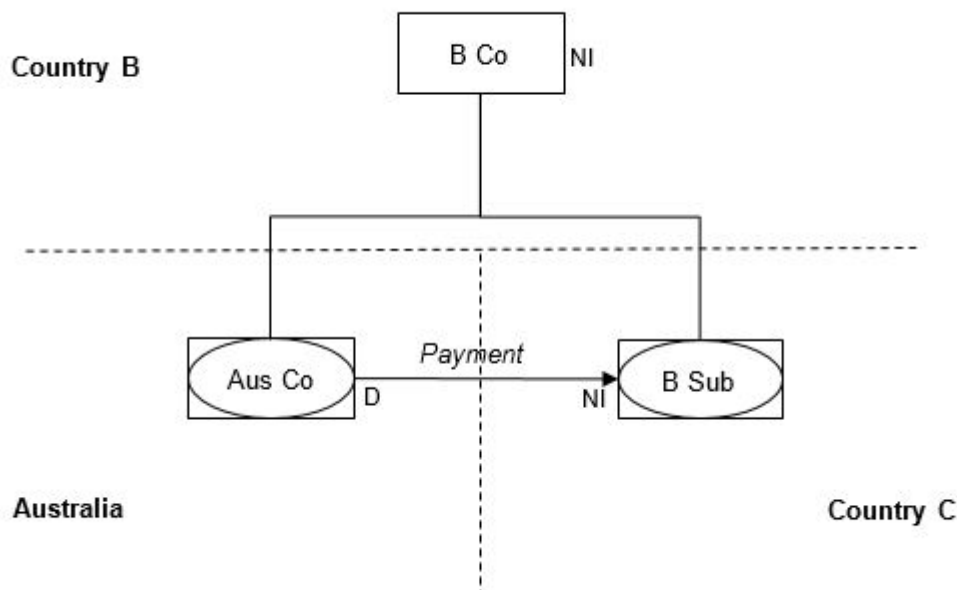 B Co
NI
Country B
Payment
Aus Co
B Sub
D
NI
Australia
Country C